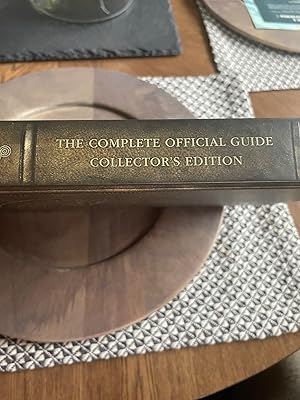 THE COMPLETE OFFICIAL GUIDE
COLLECTOR'S EDITION